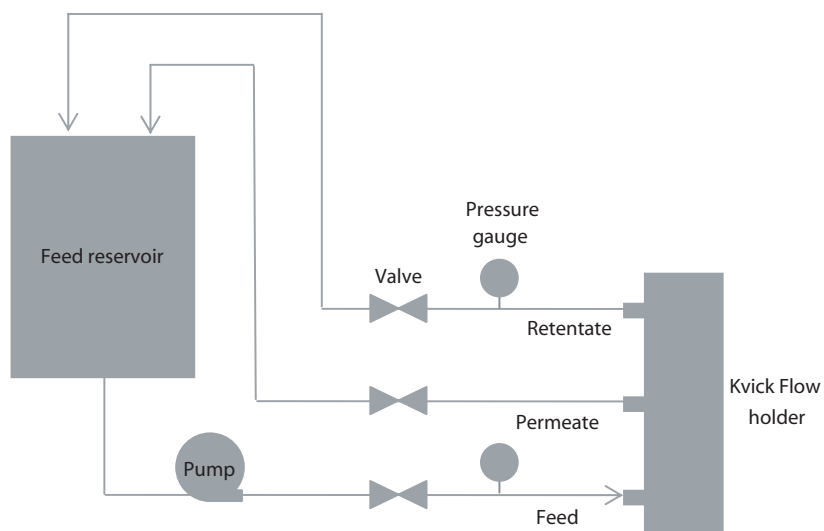 Pressure
gauge
Feed reservoir
Valve
Retentate
Kvick Flow
holder
Permeate
Pump
Feed